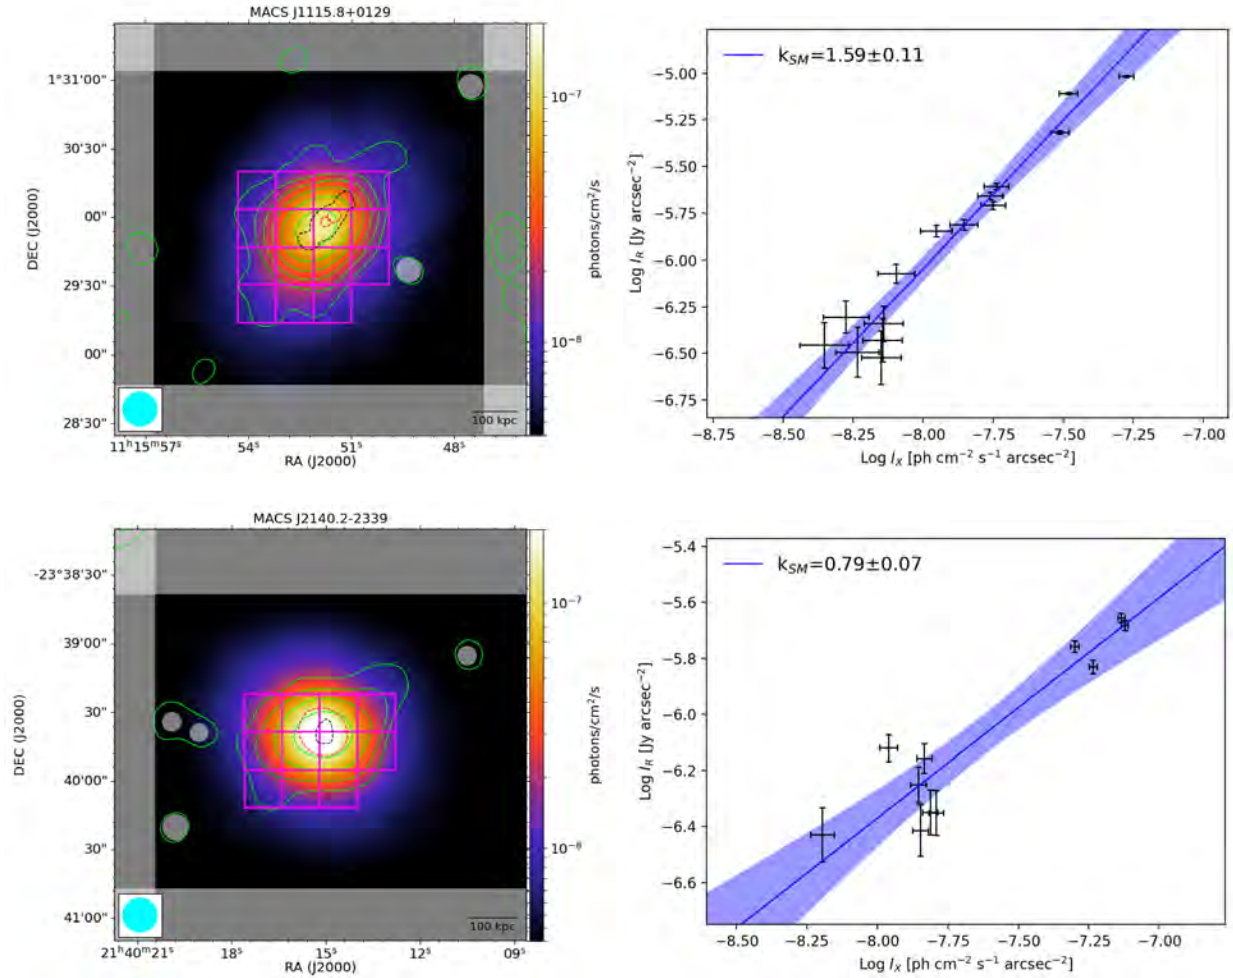 MACS J1115.8+0129
1°31'00"
30'30"
00"
29'30"
00"
28'30"
DEC (J2000)
11ʰ15ᵐ57ˢ 54ˢ 51ˢ 48ˢ
RA (J2000)
100 kpc
10⁻⁷
10⁻⁸
photons/cm²/s
k_SM=1.59±0.11
−5.00
−5.25
−5.50
−5.75
−6.00
−6.25
−6.50
−6.75
Log I_R [Jy arcsec⁻²]
−8.75 −8.50 −8.25 −8.00 −7.75 −7.50 −7.25 −7.00
Log I_X [ph cm⁻² s⁻¹ arcsec⁻²]
MACS J2140.2-2339
-23°38'30"
39'00"
30"
40'00"
30"
41'00"
DEC (J2000)
21ʰ40ᵐ21ˢ 18ˢ 15ˢ 12ˢ 09ˢ
RA (J2000)
100 kpc
10⁻⁷
10⁻⁸
photons/cm²/s
k_SM=0.79±0.07
−5.4
−5.6
−5.8
−6.0
−6.2
−6.4
−6.6
Log I_R [Jy arcsec⁻²]
−8.50 −8.25 −8.00 −7.75 −7.50 −7.25 −7.00
Log I_X [ph cm⁻² s⁻¹ arcsec⁻²]